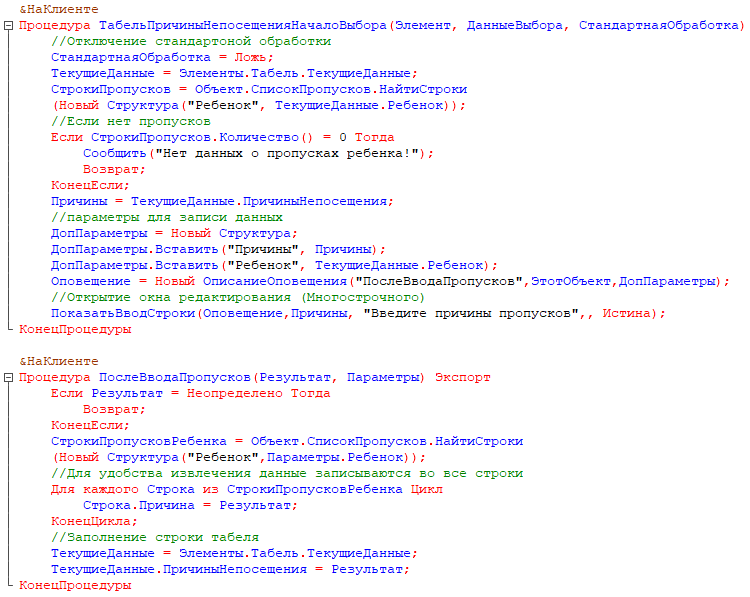 &НаКлиенте
Процедура ТабельПричиныНепосещенияНачалоВыбора(Элемент, ДанныеВыбора, СтандартнаяОбработка)
//Отключение стандартоной обработки
СтандартнаяОбработка = Ложь;
ТекущиеДанные = Элементы.Табель.ТекущиеДанные;
СтрокиПропусков = Объект.СписокПропусков.НайтиСтроки
(Новый Структура("Ребенок", ТекущиеДанные.Ребенок));
//Если нет пропусков
Если СтрокиПропусков.Количество() = 0 Тогда
Сообщить("Нет данных о пропусках ребенка!");
Возврат;
КонецЕсли;
Причины = ТекущиеДанные.ПричиныНепосещения;
//параметры для записи данных
ДопПараметры = Новый Структура;
ДопПараметры.Вставить("Причины", Причины);
ДопПараметры.Вставить("Ребенок", ТекущиеДанные.Ребенок);
Оповещение = Новый ОписаниеОповещения("ПослеВводаПропусков",ЭтотОбъект,ДопПараметры);
//Открытие окна редактирования (Многострочного)
ПоказатьВводСтроки(Оповещение,Причины, "Введите причины пропусков",, Истина);
КонецПроцедуры
&НаКлиенте
Процедура ПослеВводаПропусков(Результат, Параметры) Экспорт
Если Результат = Неопределено Тогда
Возврат;
КонецЕсли;
СтрокиПропусковРебенка = Объект.СписокПропусков.НайтиСтроки
(Новый Структура("Ребенок",Параметры.Ребенок));
//Для удобства извлечения данные записываются во все строки
Для каждого Строка из СтрокиПропусковРебенка Цикл
Строка.Причина = Результат;
КонецЦикла;
//Заполнение строки табеля
ТекущиеДанные = Элементы.Табель.ТекущиеДанные;
ТекущиеДанные.ПричиныНепосещения = Результат;
КонецПроцедуры